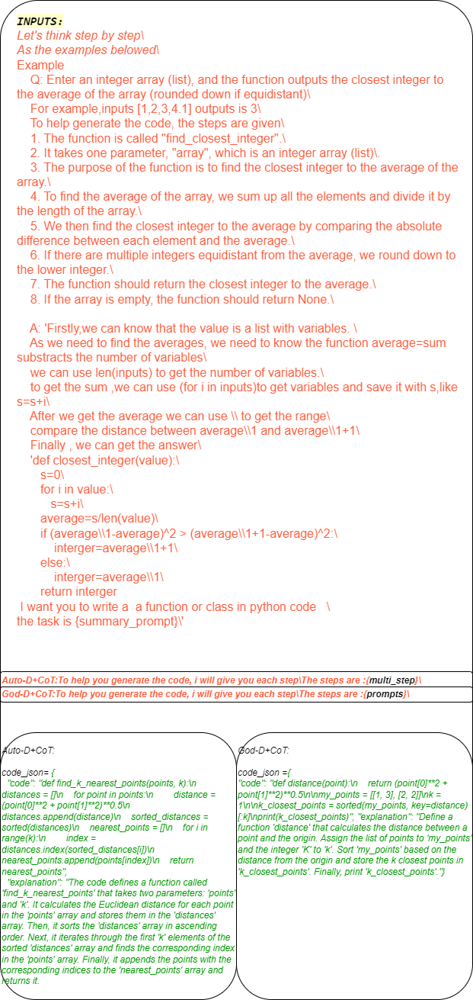 INPUTS:
Let's think step by step\
As the examples belowed\
Example
Q: Enter an integer array (list), and the function outputs the closest integer to
the average of the array (rounded down if equidistant)\
For example,inputs [1,2,3,4.1] outputs is 3\
To help generate the code, the steps are given\
1. The function is called "find_closest_integer".\
2. It takes one parameter, "array", which is an integer array (list)\.
3. The purpose of the function is to find the closest integer to the average of the
array.\
4. To find the average of the array, we sum up all the elements and divide it by
the length of the array.\
5. We then find the closest integer to the average by comparing the absolute
difference between each element and the average.\
6. If there are multiple integers equidistant from the average, we round down to
the lower integer.\
7. The function should return the closest integer to the average.\
8. If the array is empty, the function should return None.\
A: 'Firstly,we can know that the value is a list with variables. \
As we need to find the averages, we need to know the function average=sum
substracts the number of variables\
we can use len(inputs) to get the number of variables.\
to get the sum ,we can use (for i in inputs)to get variables and save it with s,like
s=s+i\
After we get the average we can use \\ to get the range\
compare the distance between average\\1 and average\\1+1\
Finally , we can get the answer\
'def closest_integer(value):\
s=0\
for i in value:\
s=s+i\
average=s/len(value)\
if (average\\1-average)^2 > (average\\1+1-average)^2:\
interger=average\\1+1\
else:\
interger=average\\1\
return interger
I want you to write a  a function or class in python code   \
the task is {summary_prompt}\'
Auto-D+CoT:To help you generate the code, i will give you each step\The steps are :{multi_step}\
God-D+CoT:To help you generate the code, i will give you each step\The steps are :{prompts}\
Auto-D+CoT:
code_json= {
"code": "def find_k_nearest_points(points, k):\n
distances = []\n    for point in points:\n        distance =
(point[0]**2 + point[1]**2)**0.5\n
distances.append(distance)\n    sorted_distances =
sorted(distances)\n    nearest_points = []\n    for i in
range(k):\n        index =
distances.index(sorted_distances[i])\n
nearest_points.append(points[index])\n    return
nearest_points",
"explanation": "The code defines a function called
'find_k_nearest_points' that takes two parameters: 'points'
and 'k'. It calculates the Euclidean distance for each point
in the 'points' array and stores them in the 'distances'
array. Then, it sorts the 'distances' array in ascending
order. Next, it iterates through the first 'k' elements of the
sorted 'distances' array and finds the corresponding index
in the 'points' array. Finally, it appends the points with the
corresponding indices to the 'nearest_points' array and
returns it.
God-D+CoT:
code_json ={
"code": "def distance(point):\n    return (point[0]**2 +
point[1]**2)**0.5\n\nmy_points = [[1, 3], [2, 2]]\nk =
1\n\nk_closest_points = sorted(my_points, key=distance)
[:k]\nprint(k_closest_points)", "explanation": "Define a
function 'distance' that calculates the distance between a
point and the origin. Assign the list of points to 'my_points'
and the integer 'K' to 'k'. Sort 'my_points' based on the
distance from the origin and store the k closest points in
'k_closest_points'. Finally, print 'k_closest_points'."}